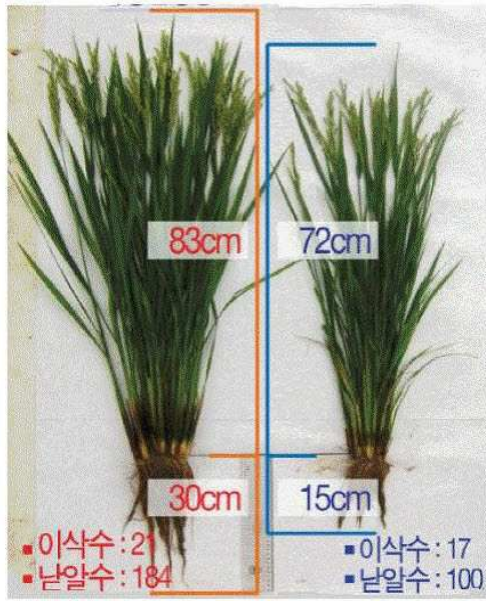 83cm
72cm
30cm
15cm
▪ 이삭수 : 21
▪ 낟알수 : 184
▪ 이삭수 : 17
▪ 낟알수 : 100